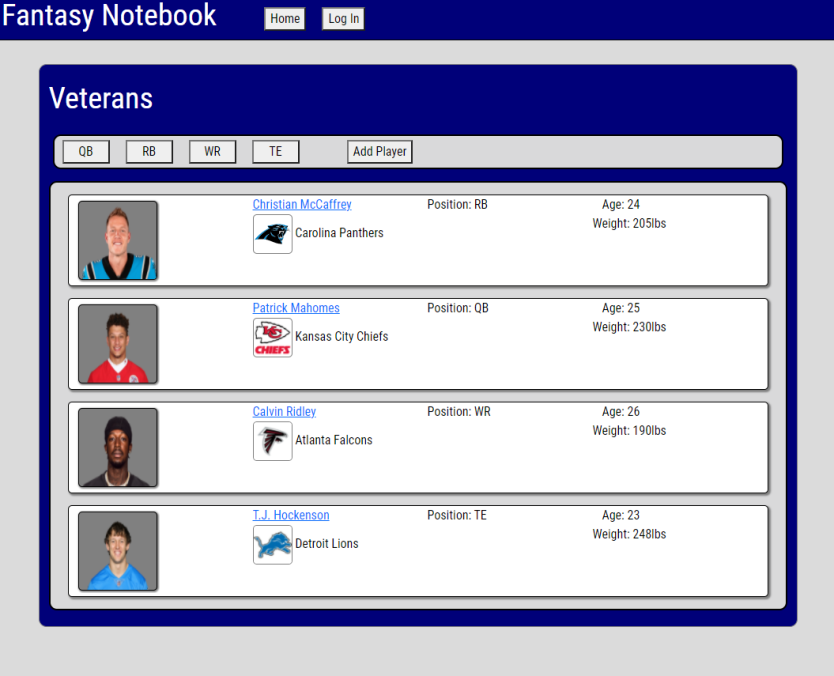 Fantasy Notebook Home Log In
Veterans
QB RB WR TE Add Player
Christian McCaffrey Position: RB Age: 24
Weight: 205lbs
Carolina Panthers
Patrick Mahomes Position: QB Age: 25
Weight: 230lbs
KC
CHIEFS
Kansas City Chiefs
Calvin Ridley Position: WR Age: 26
Weight: 190lbs
Atlanta Falcons
T.J. Hockenson Position: TE Age: 23
Weight: 248lbs
Detroit Lions